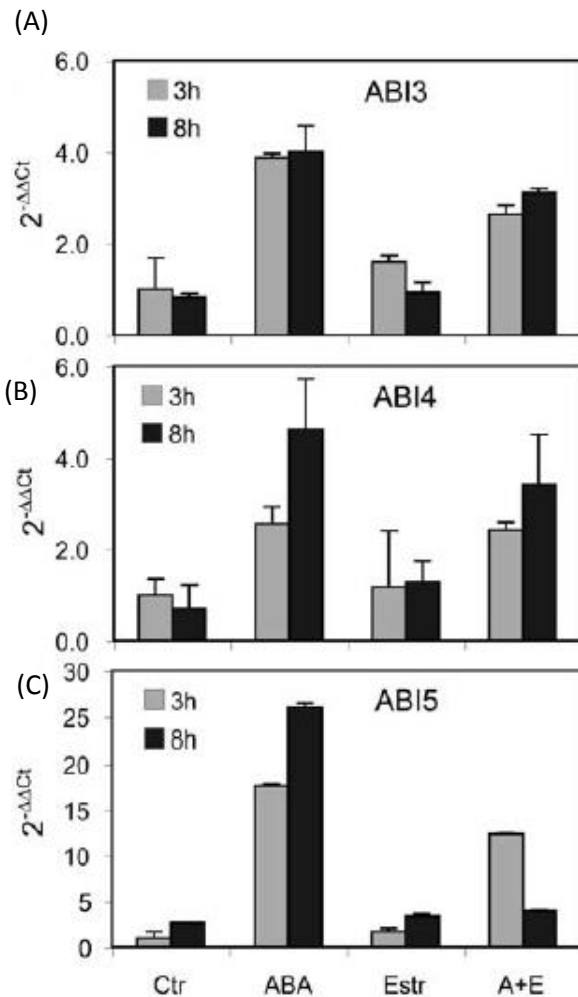 (A)
6.0
3h
ABI3
8h
4.0
2^-ΔΔCt
2.0
0.0
(B)
6.0
3h
ABI4
8h
4.0
2^-ΔΔCt
2.0
0.0
(C)
30
3h
ABI5
25
8h
20
2^-ΔΔCt
15
10
5
0
Ctr ABA Estr A+E